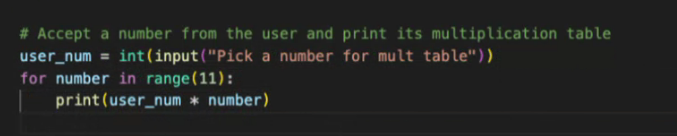 # Accept a number from the user and print its multiplication table
user_num = int(input("Pick a number for mult table"))
for number in range(11):
    print(user_num * number)